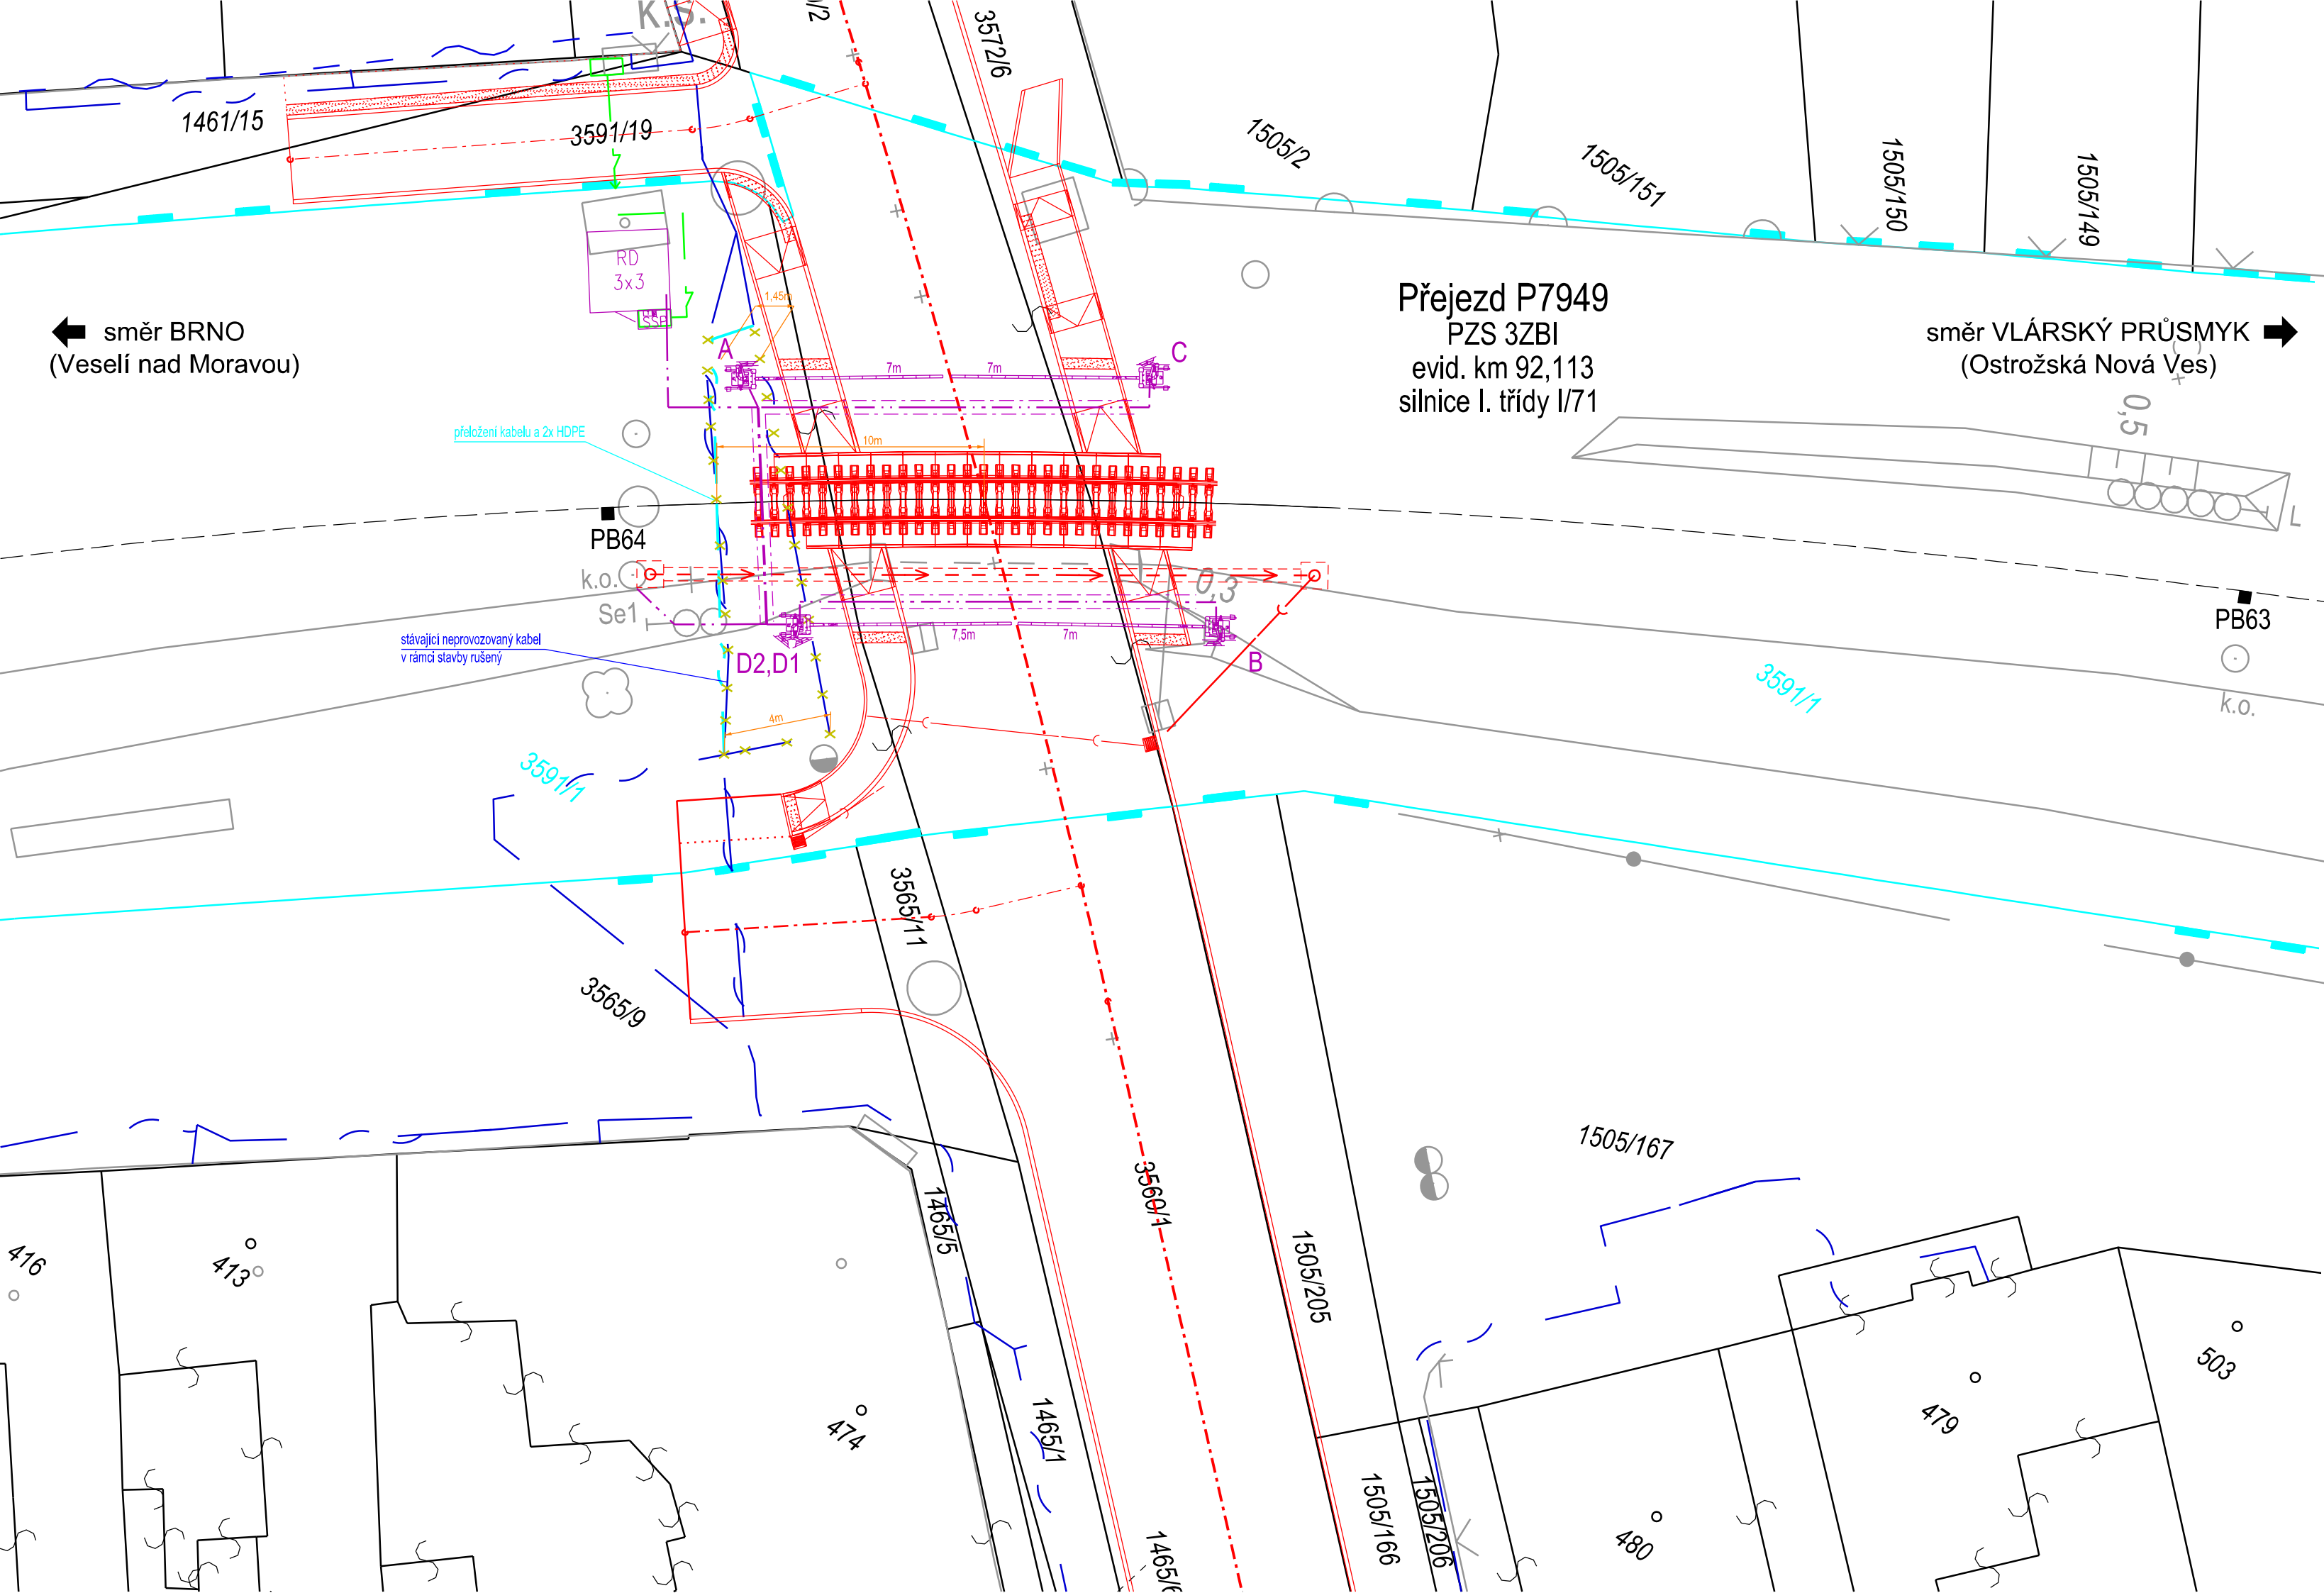 K.S.
3572/6
1461/15
3591/19
1505/2
1505/151
1505/150
1505/149
RD
3x3
SSP
1,45m
směr BRNO
(Veselí nad Moravou)
Přejezd P7949
PZS 3ZBI
evid. km 92,113
silnice I. třídy I/71
směr VLÁRSKÝ PRŮSMYK
(Ostrožská Nová Ves)
A
7m
7m
C
0,5
přeložení kabelu a 2x HDPE
10m
L
PB64
k.o.
0,3
Se1
PB63
stávající neprovozovaný kabel
v rámci stavby rušený
D2,D1
7,5m
7m
B
3591/1
k.o.
4m
3591/1
3565/11
3565/9
1505/167
3560/1
1465/5
1505/205
416
413
474
1465/1
503
479
480
1505/166
1505/206